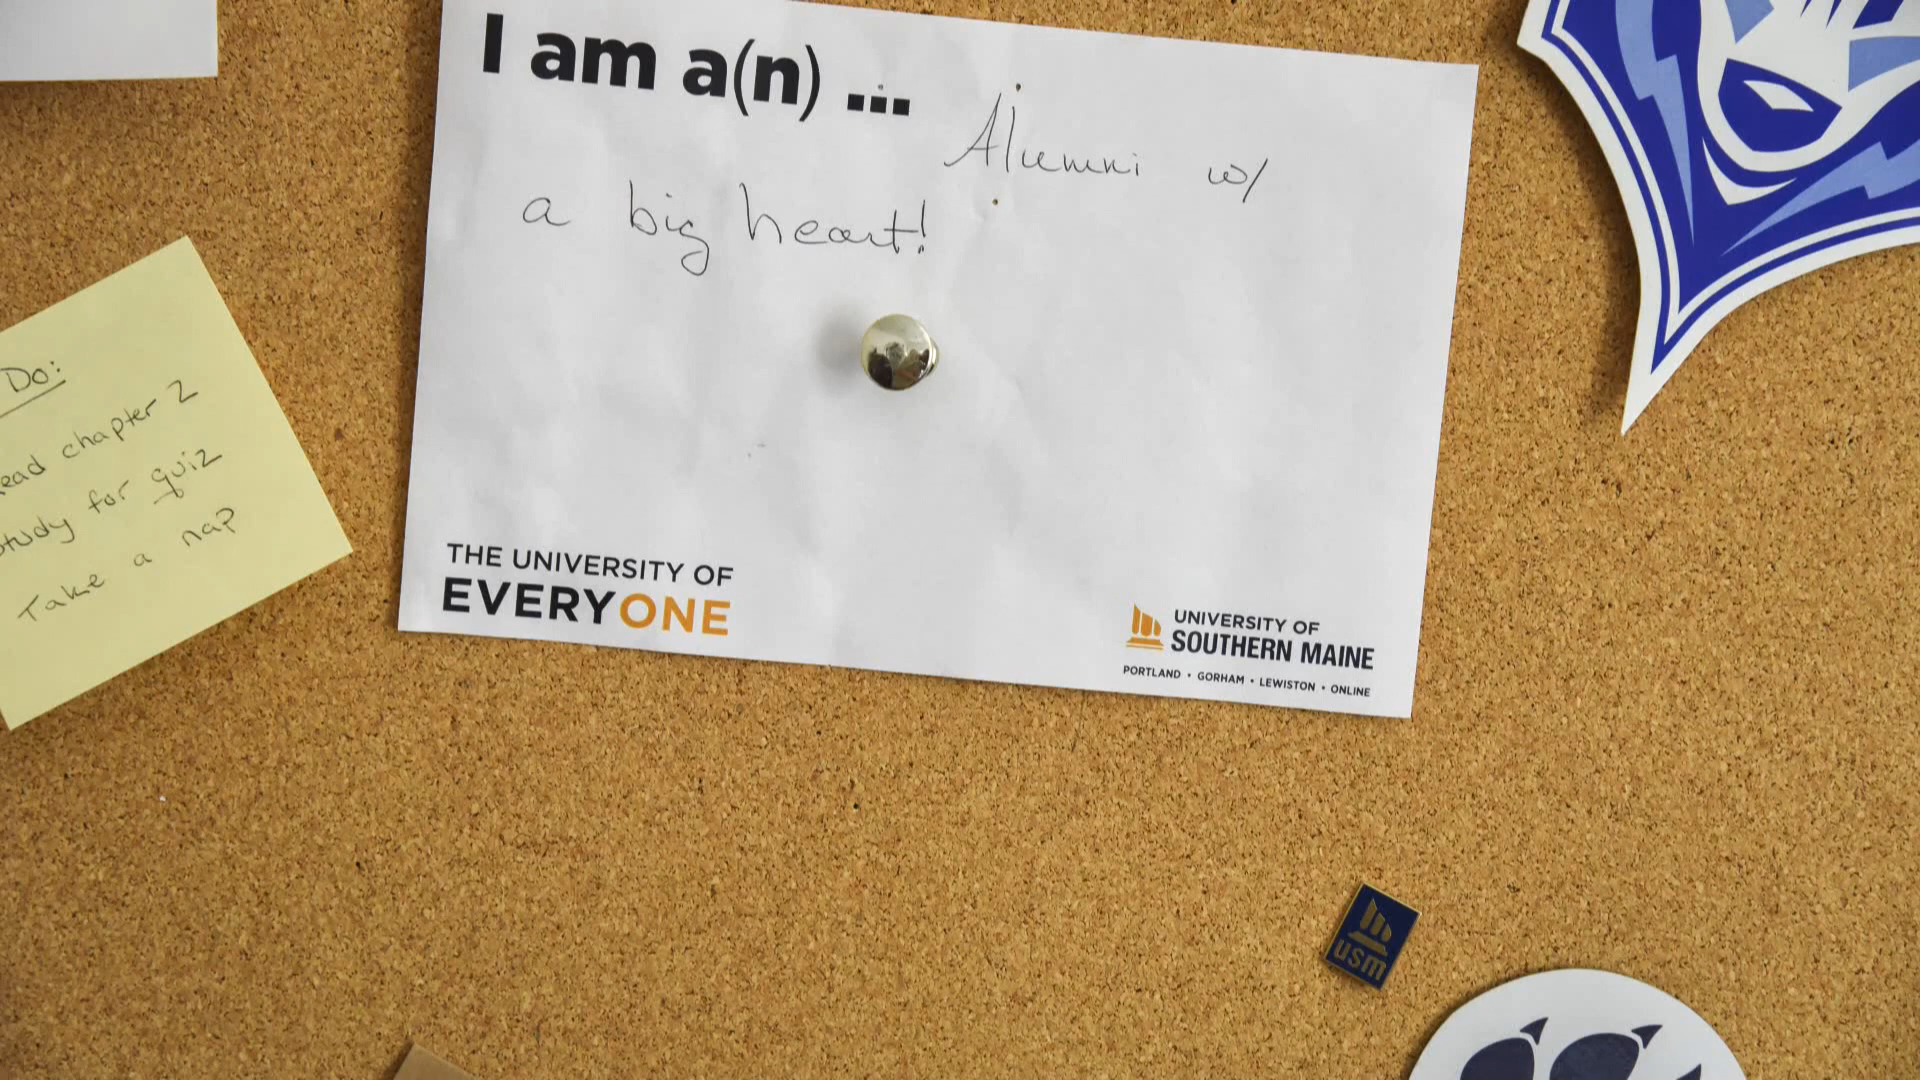 I am a(n) ...
Alumni w/
a big heart!
THE UNIVERSITY OF
EVERYONE
UNIVERSITY OF
SOUTHERN MAINE
PORTLAND • GORHAM • LEWISTON • ONLINE
Do:
ead chapter 2
tudy for quiz
Take a nap
usm